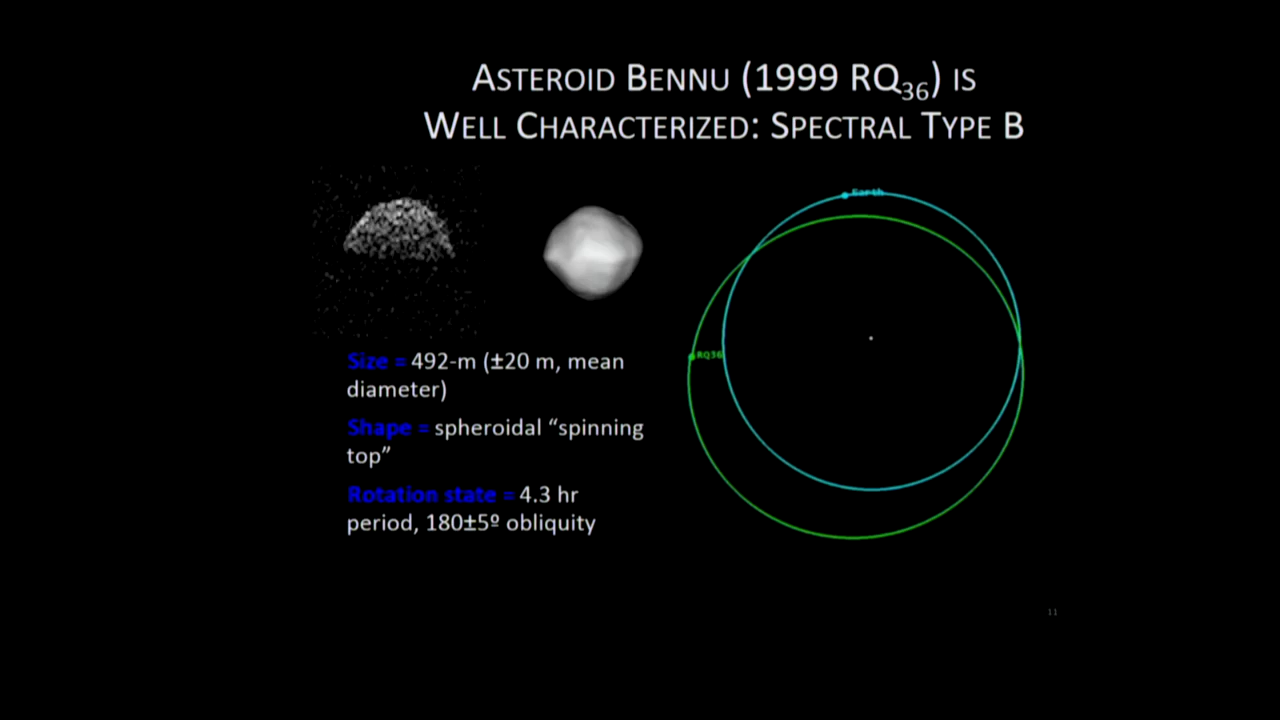 ASTEROID BENNU (1999 RQ36) IS
WELL CHARACTERIZED: SPECTRAL TYPE B
Earth
RQ36
Size = 492-m (±20 m, mean
diameter)
Shape = spheroidal “spinning
top”
Rotation state = 4.3 hr
period, 180±5º obliquity
11